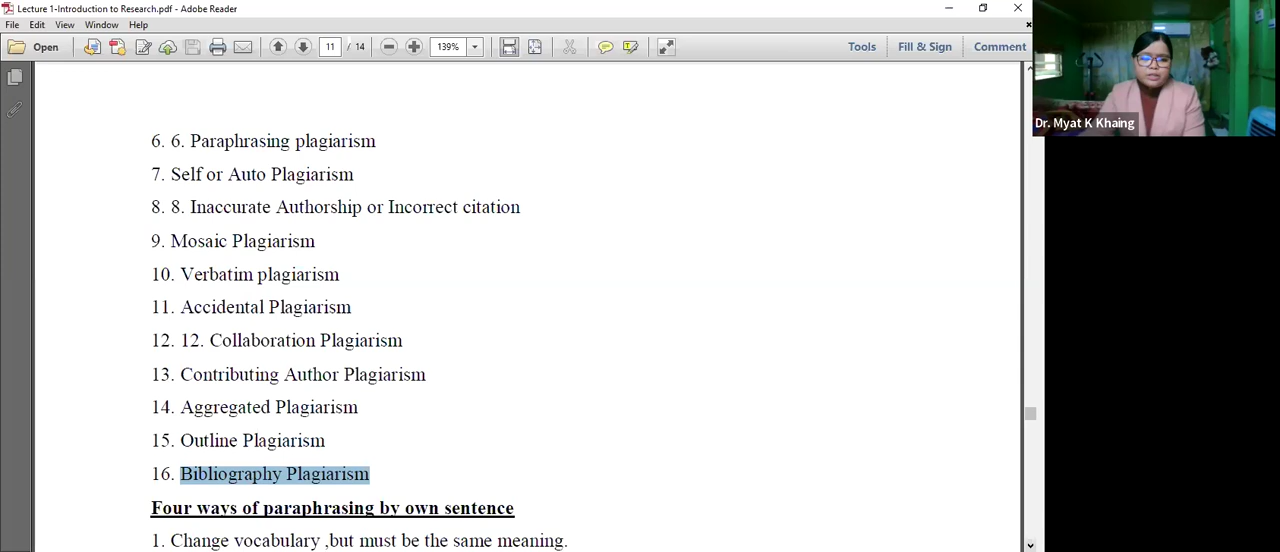 Lecture 1-Introduction to Research.pdf - Adobe Reader
File Edit View Window Help
Open 11 / 14 139% Tools Fill & Sign Comment
Dr. Myat K Khaing
6. 6. Paraphrasing plagiarism
7. Self or Auto Plagiarism
8. 8. Inaccurate Authorship or Incorrect citation
9. Mosaic Plagiarism
10. Verbatim plagiarism
11. Accidental Plagiarism
12. 12. Collaboration Plagiarism
13. Contributing Author Plagiarism
14. Aggregated Plagiarism
15. Outline Plagiarism
16. Bibliography Plagiarism
Four ways of paraphrasing by own sentence
1. Change vocabulary ,but must be the same meaning.